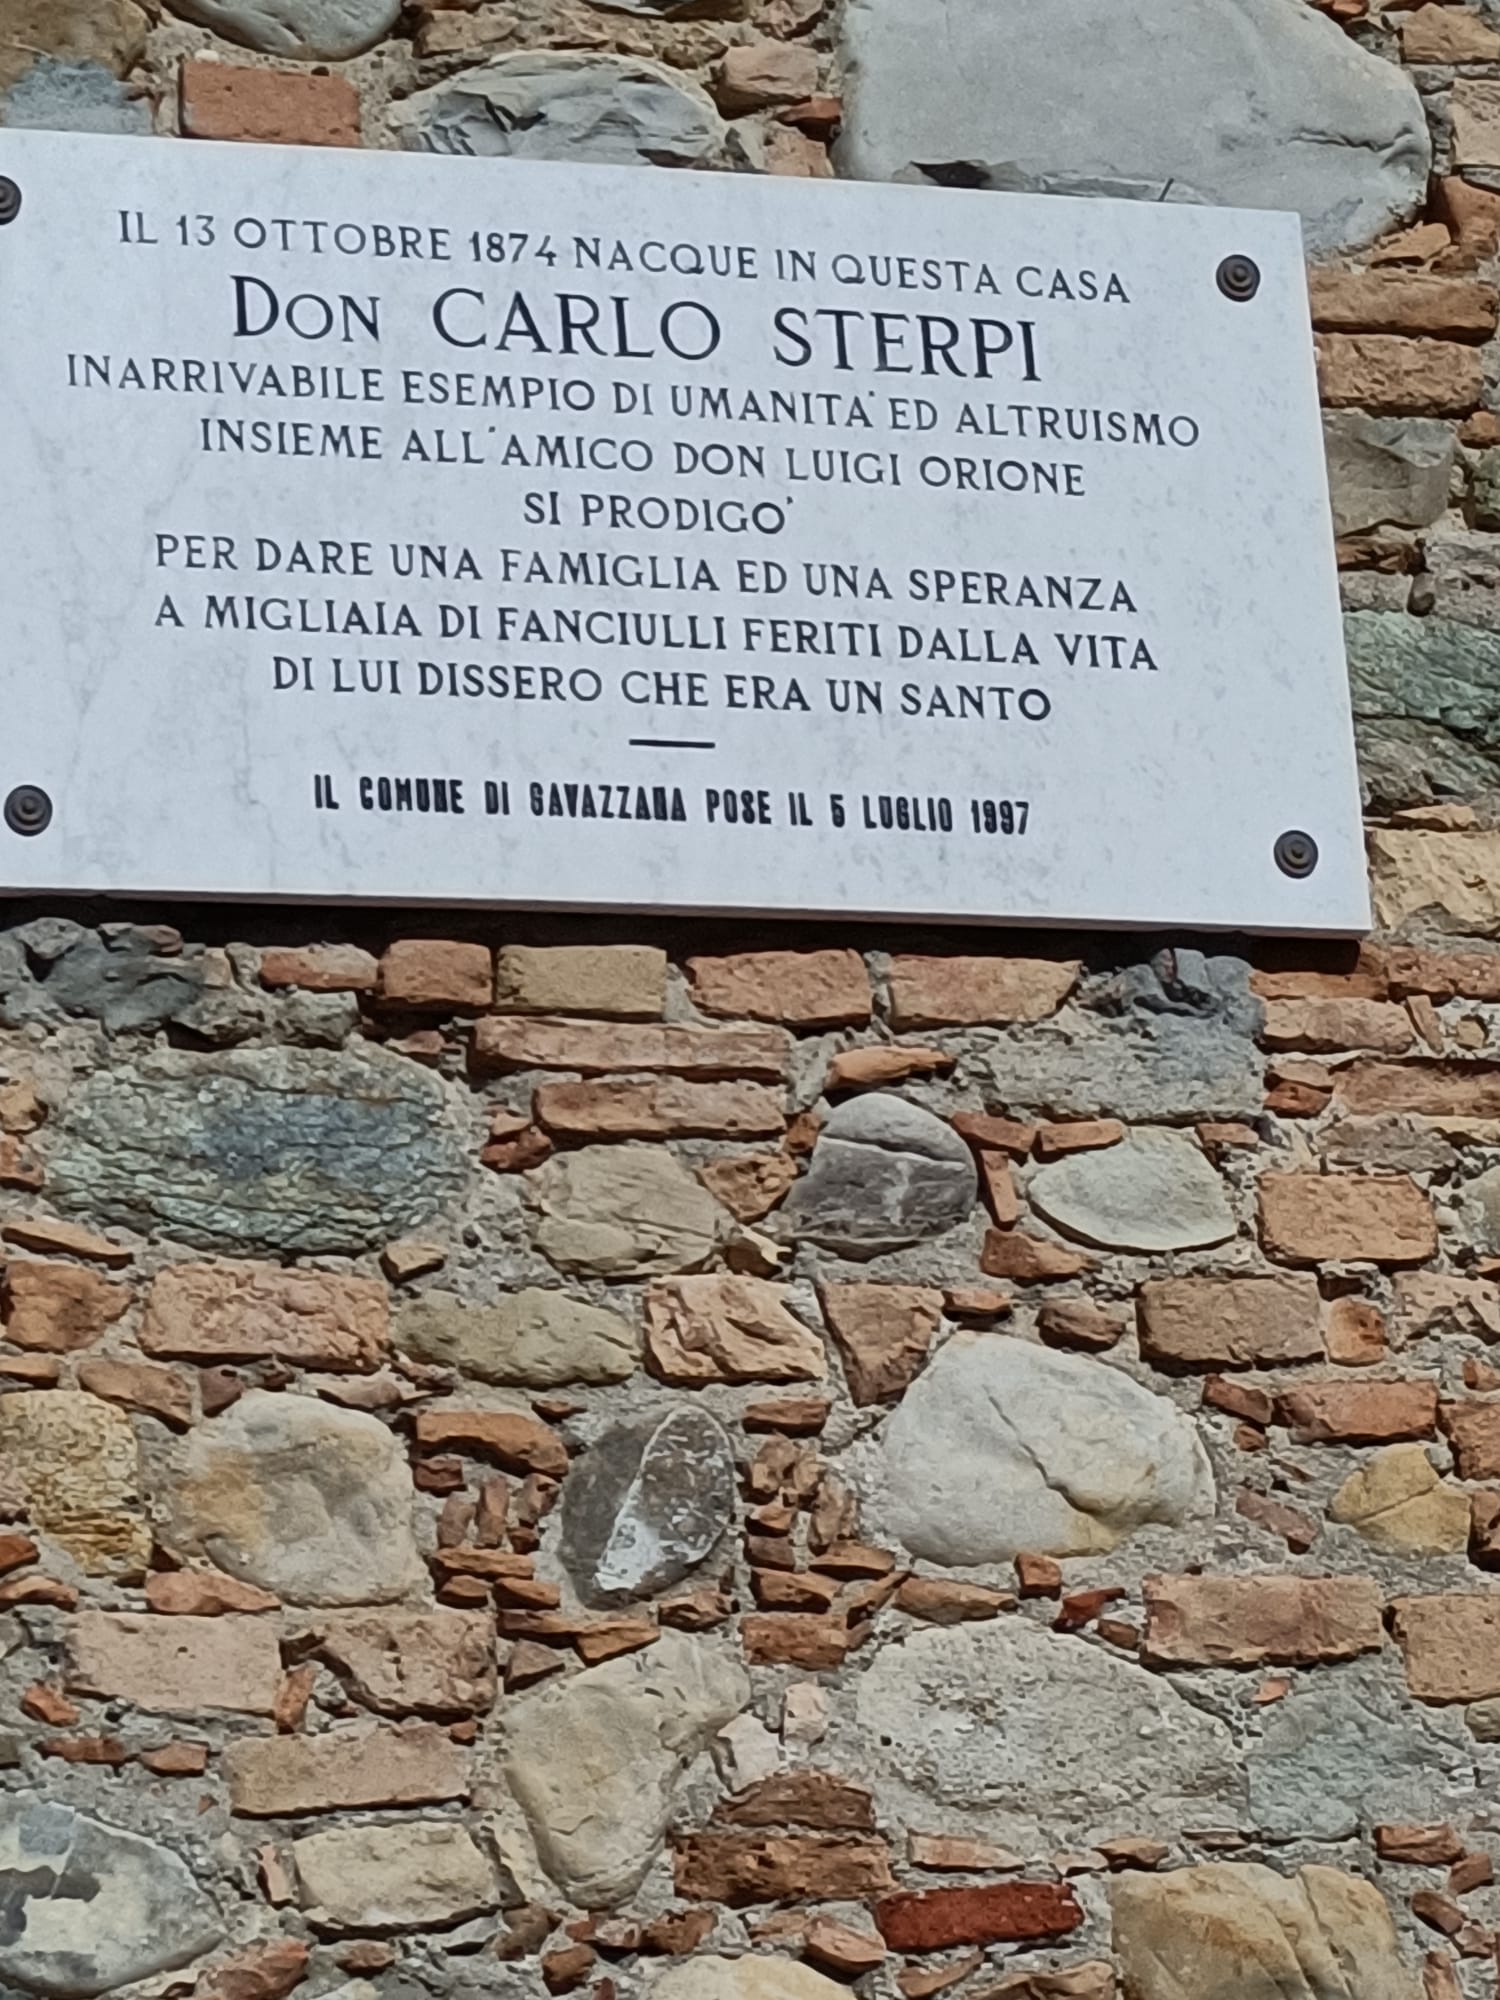 IL 13 OTTOBRE 1874 NACQUE IN QUESTA CASA
DON CARLO STERPI
INARRIVABILE ESEMPIO DI UMANITA' ED ALTRUISMO
INSIEME ALL'AMICO DON LUIGI ORIONE
SI PRODIGO'
PER DARE UNA FAMIGLIA ED UNA SPERANZA
A MIGLIAIA DI FANCIULLI FERITI DALLA VITA
DI LUI DISSERO CHE ERA UN SANTO
IL COMUNE DI GAVAZZANA POSE IL 5 LUGLIO 1997